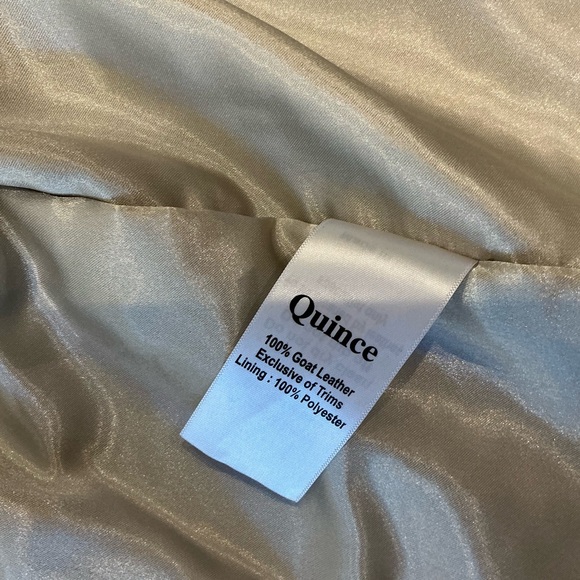 Quince
100% Goat Leather
Exclusive of Trims
Lining : 100% Polyester